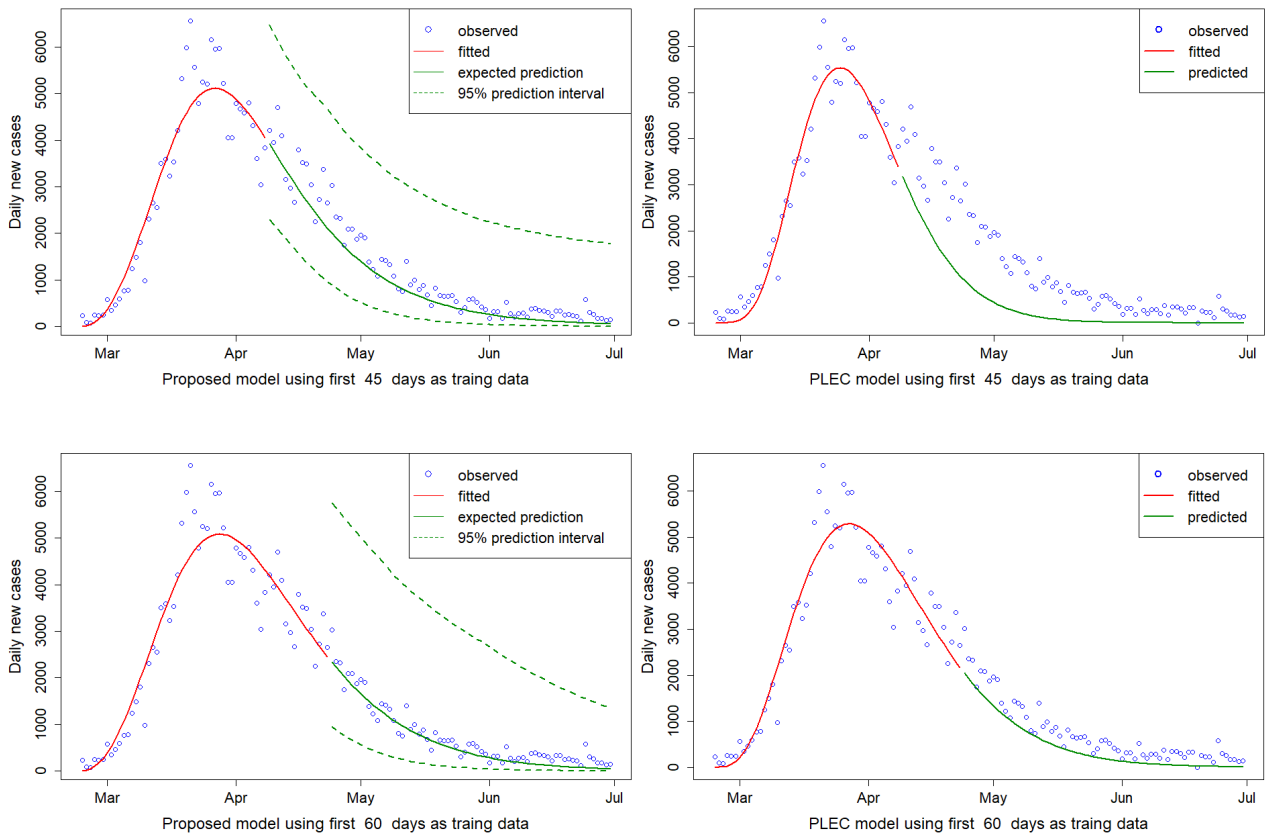 observed
fitted
expected prediction
95% prediction interval
Daily new cases
0 1000 2000 3000 4000 5000 6000
Mar Apr May Jun Jul
Proposed model using first 45 days as traing data
observed
fitted
predicted
Daily new cases
0 1000 2000 3000 4000 5000 6000
Mar Apr May Jun Jul
PLEC model using first 45 days as traing data
observed
fitted
expected prediction
95% prediction interval
Daily new cases
0 1000 2000 3000 4000 5000 6000
Mar Apr May Jun Jul
Proposed model using first 60 days as traing data
observed
fitted
predicted
Daily new cases
0 1000 2000 3000 4000 5000 6000
Mar Apr May Jun Jul
PLEC model using first 60 days as traing data